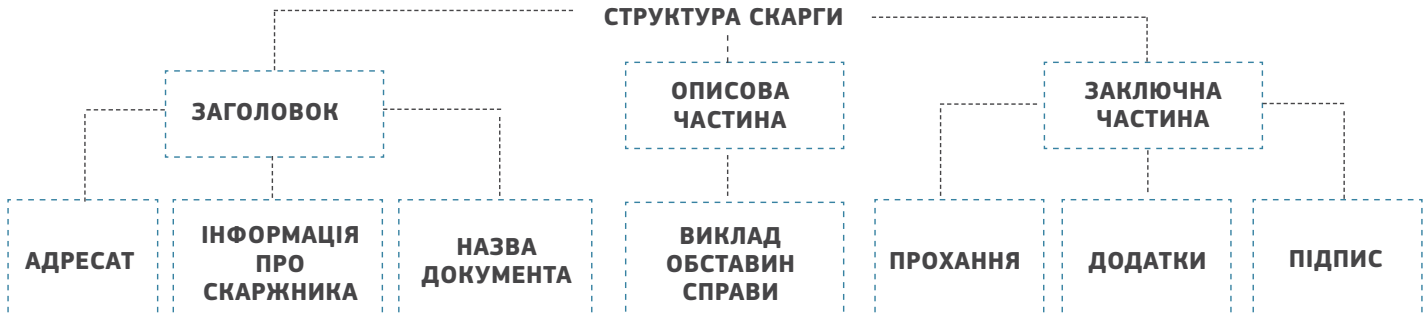 СТРУКТУРА СКАРГИ
ЗАГОЛОВОК
ОПИСОВА
ЧАСТИНА
ЗАКЛЮЧНА
ЧАСТИНА
АДРЕСАТ
ІНФОРМАЦІЯ
ПРО
СКАРЖНИКА
НАЗВА
ДОКУМЕНТА
ВИКЛАД
ОБСТАВИН
СПРАВИ
ПРОХАННЯ
ДОДАТКИ
ПІДПИС